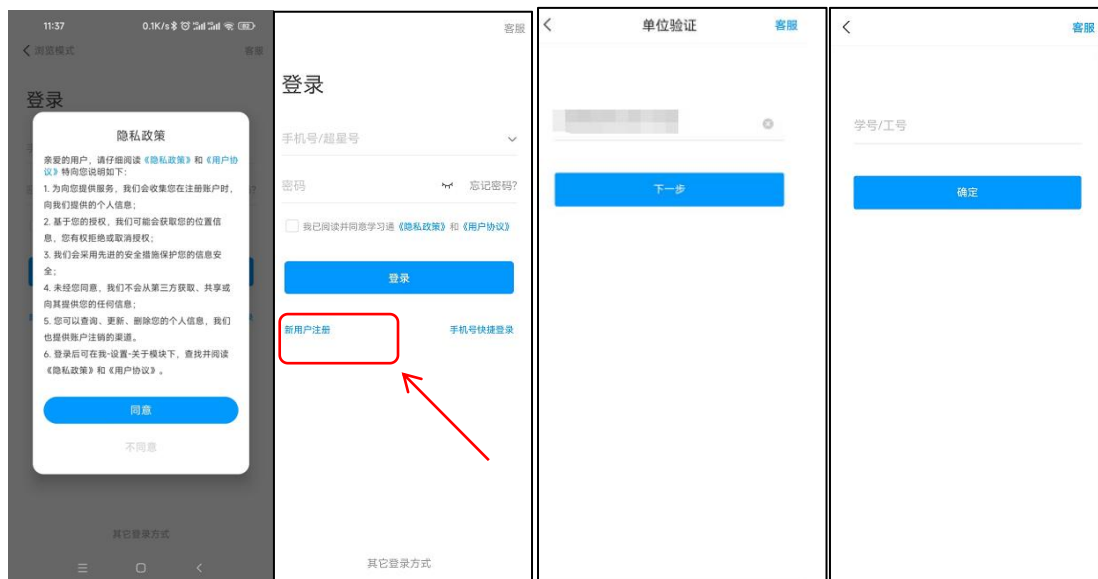 11:37
0.1K/s
浏览模式
客服
登录
隐私政策
亲爱的用户，请仔细阅读《隐私政策》和《用户协
议》特向您说明如下：
1. 为向您提供服务，我们会收集您在注册账户时，
向我们提供的个人信息；
2. 基于您的授权，我们可能会获取您的位置信
息，您有权拒绝或取消授权；
3. 我们会采用先进的安全措施保护您的信息安
全；
4. 未经您同意，我们不会从第三方获取、共享或
向其提供您的任何信息；
5. 您可以查询、更新、删除您的个人信息，我们
也提供账户注销的渠道。
6. 登录后可在我-设置-关于模块下，查找并阅读
《隐私政策》和《用户协议》。
同意
不同意
其它登录方式
客服
登录
手机号/超星号
密码
忘记密码?
我已阅读并同意学习通《隐私政策》和《用户协议》
登录
新用户注册
手机号快捷登录
其它登录方式
单位验证
客服
下一步
客服
学号/工号
确定